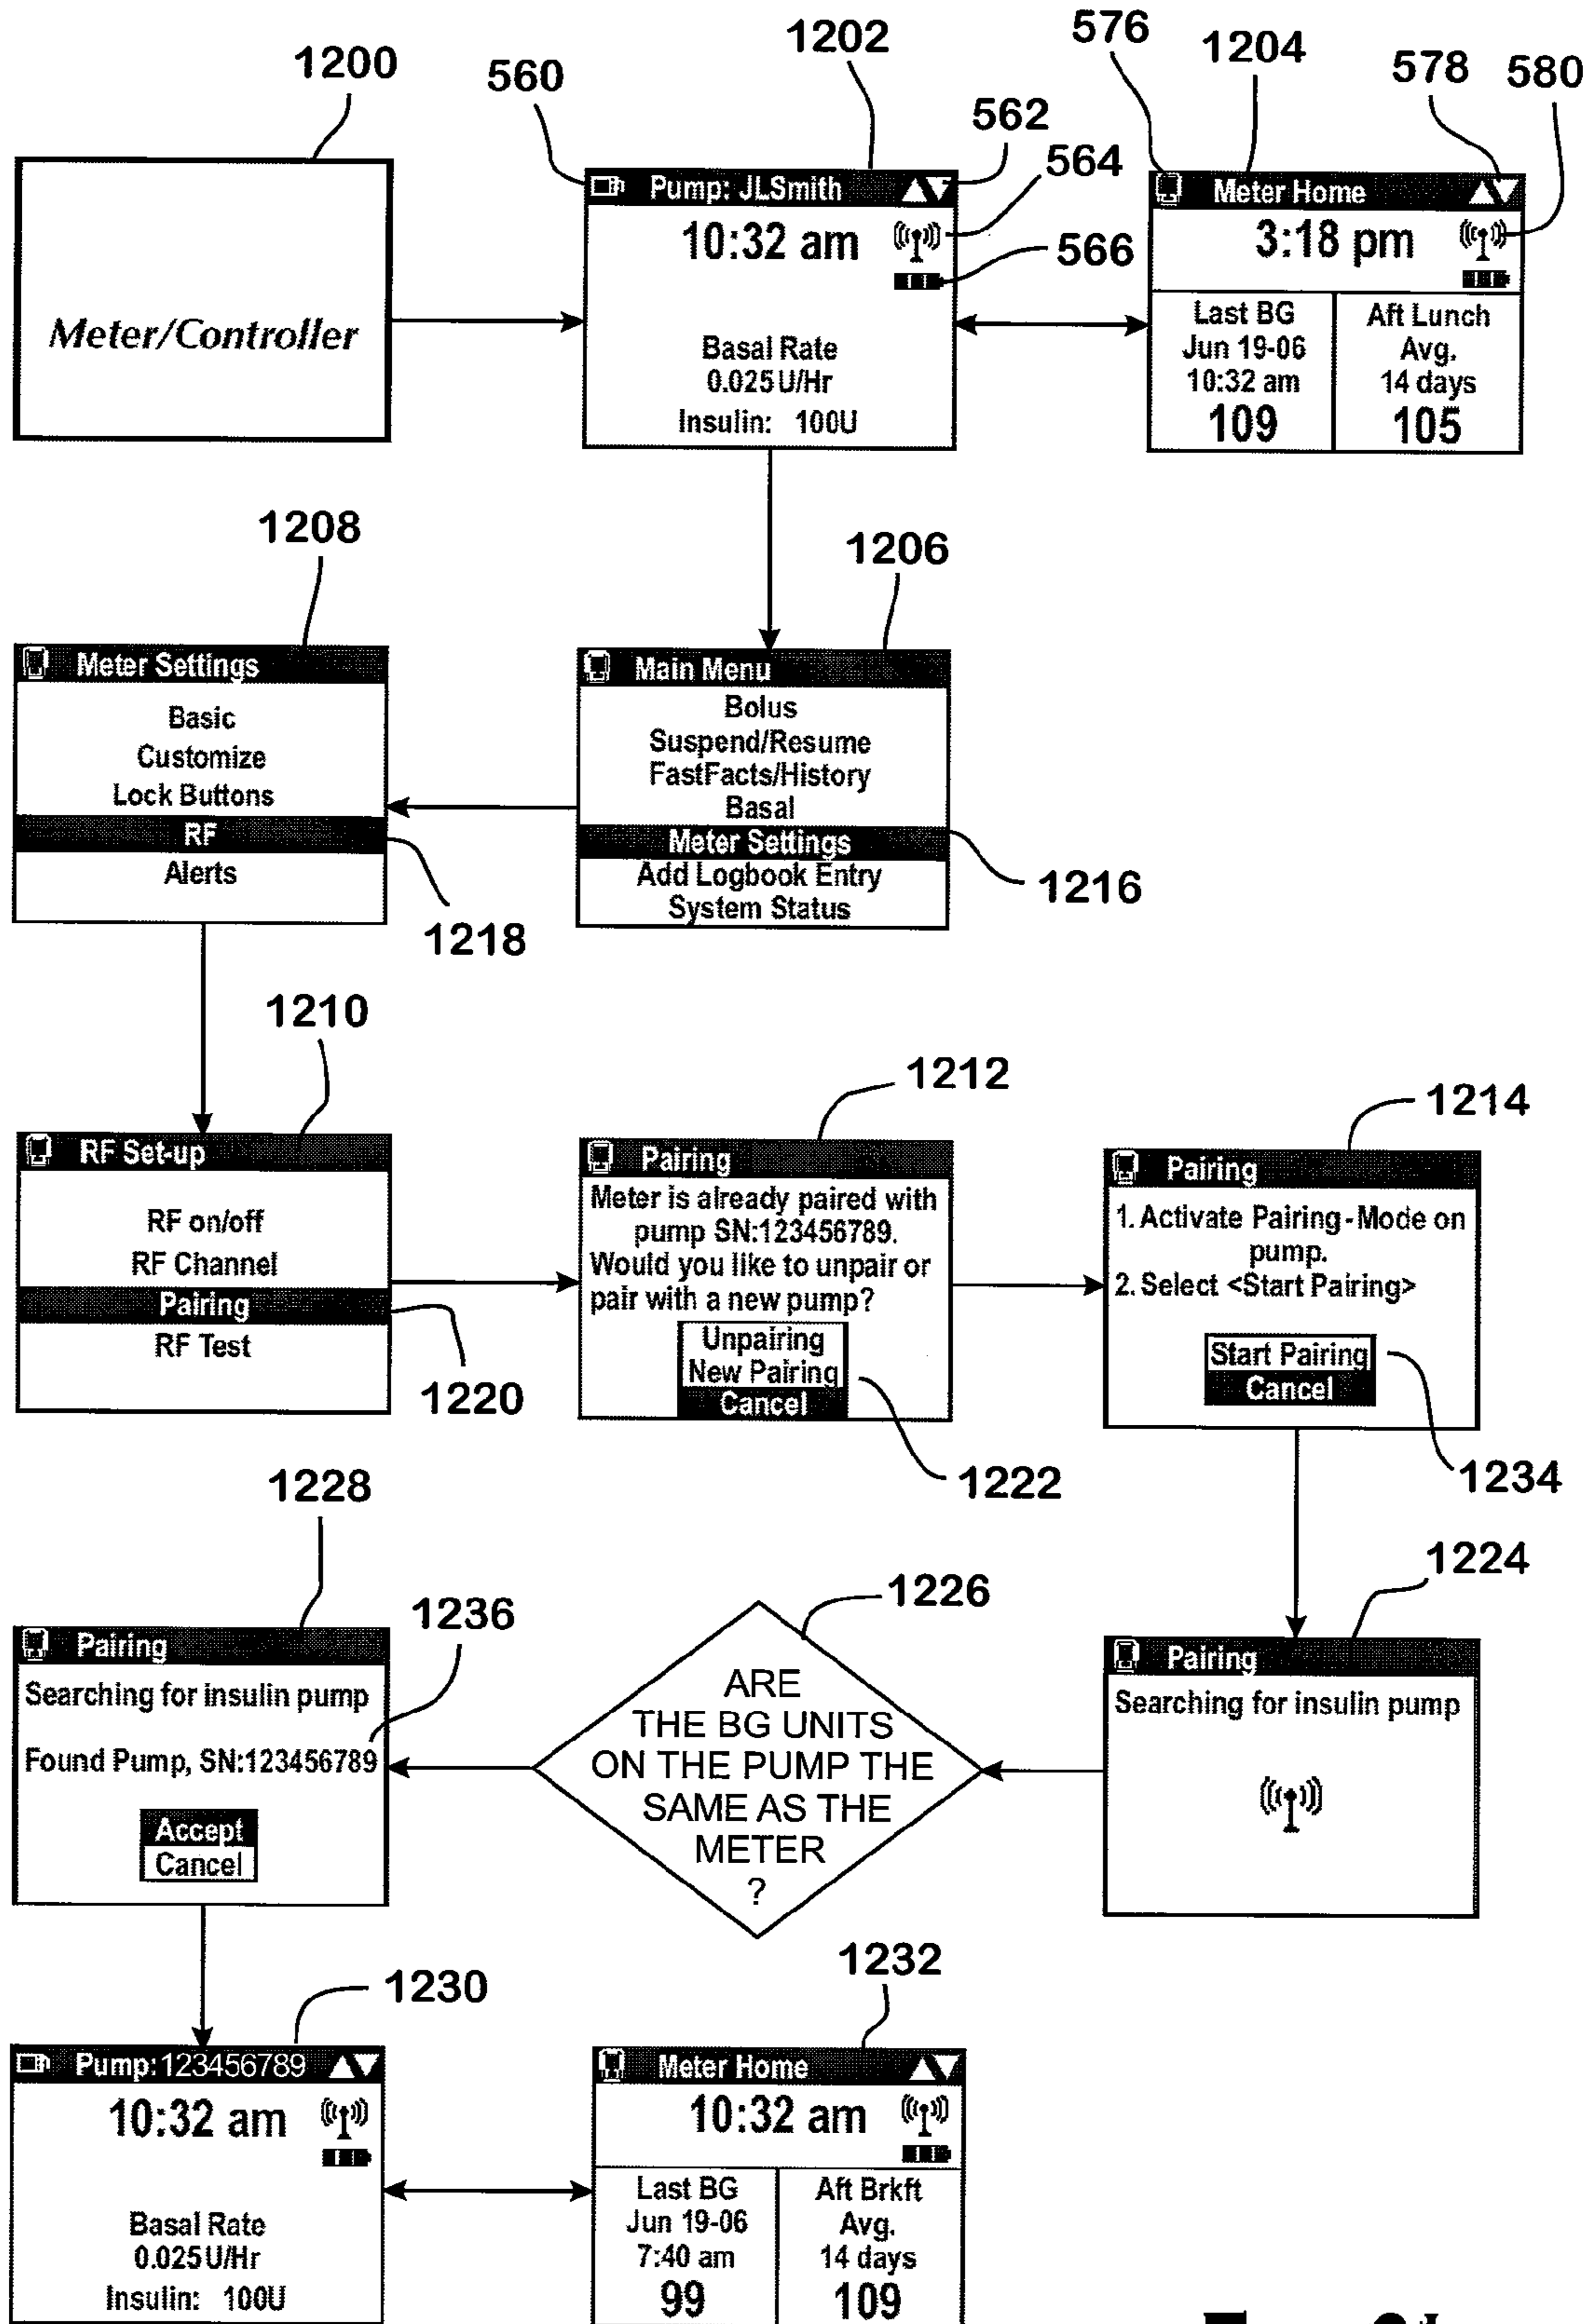 1200
560
1202
562
564
566
576
1204
578
580
Meter/Controller
Pump: JLSmith
10:32 am
Basal Rate
0.025 U/Hr
Insulin: 100U
Meter Home
3:18 pm
Last BG
Jun 19-06
10:32 am
109
Aft Lunch
Avg.
14 days
105
1208
1206
Meter Settings
Basic
Customize
Lock Buttons
RF
Alerts
1218
Main Menu
Bolus
Suspend/Resume
FastFacts/History
Basal
Meter Settings
Add Logbook Entry
System Status
1216
1210
1212
1214
RF Set-up
RF on/off
RF Channel
Pairing
RF Test
1220
Pairing
Meter is already paired with
pump SN:123456789.
Would you like to unpair or
pair with a new pump?
Unpairing
New Pairing
Cancel
1222
Pairing
1. Activate Pairing-Mode on
pump.
2. Select <Start Pairing>
Start Pairing
Cancel
1234
1228
1236
1226
1224
Pairing
Searching for insulin pump
Found Pump, SN:123456789
Accept
Cancel
ARE
THE BG UNITS
ON THE PUMP THE
SAME AS THE
METER
?
Pairing
Searching for insulin pump
1230
1232
Pump:123456789
10:32 am
Basal Rate
0.025 U/Hr
Insulin: 100U
Meter Home
10:32 am
Last BG
Jun 19-06
7:40 am
99
Aft Brkft
Avg.
14 days
109